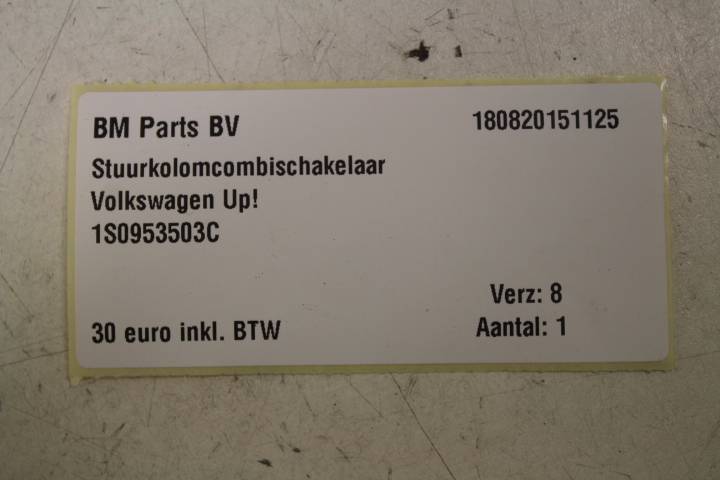 BM Parts BV 180820151125
Stuurkolomcombischakelaar
Volkswagen Up!
1S0953503C
Verz: 8
30 euro inkl. BTW Aantal: 1